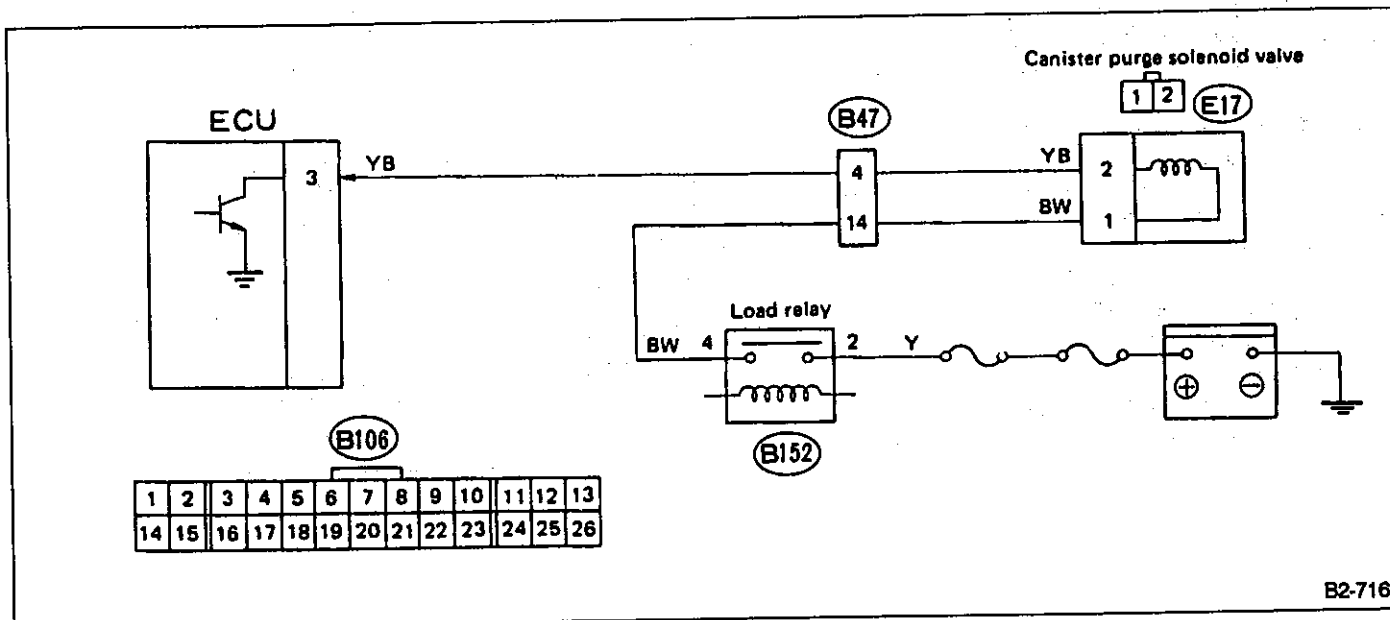 Canister purge solenoid valve
1 2
E17
ECU
B47
3
YB
4
YB
2
14
BW
1
Load relay
BW 4
2 Y
+ −
B152
B106
1 2 3 4 5 6 7 8 9 10 11 12 13
14 15 16 17 18 19 20 21 22 23 24 25 26
B2-716